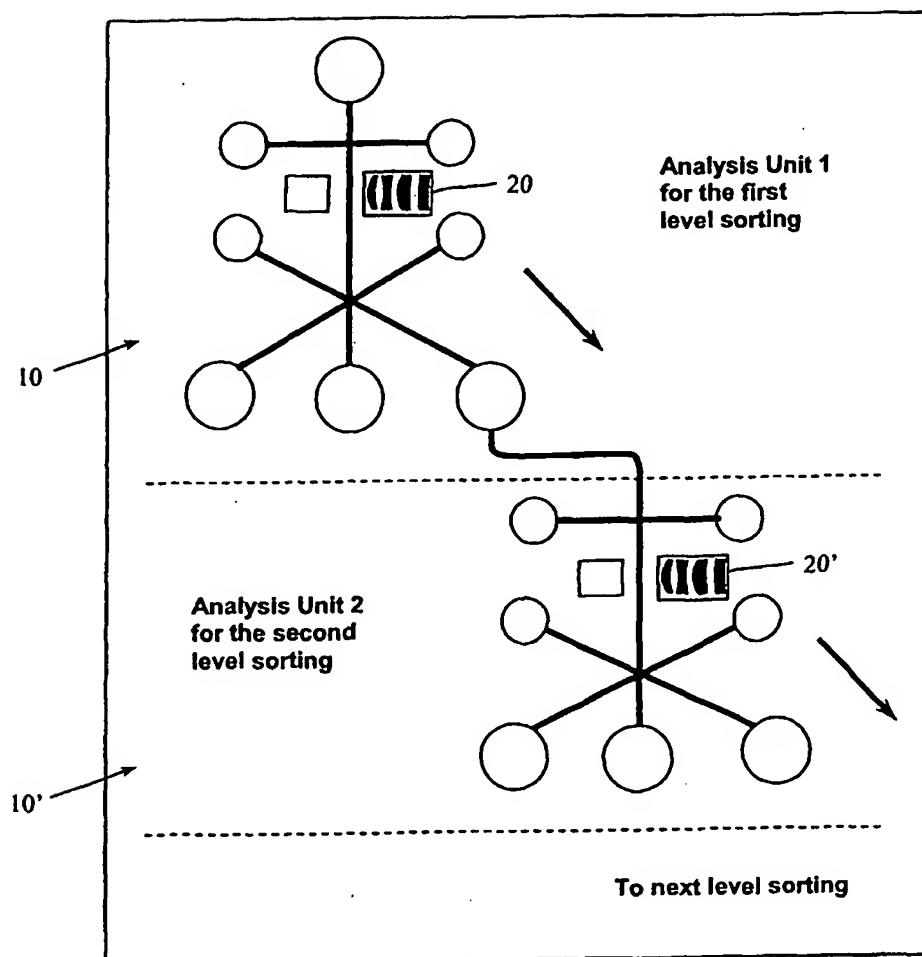 Analysis Unit 1
for the first
level sorting
20
10
20'
Analysis Unit 2
for the second
level sorting
10'
To next level sorting